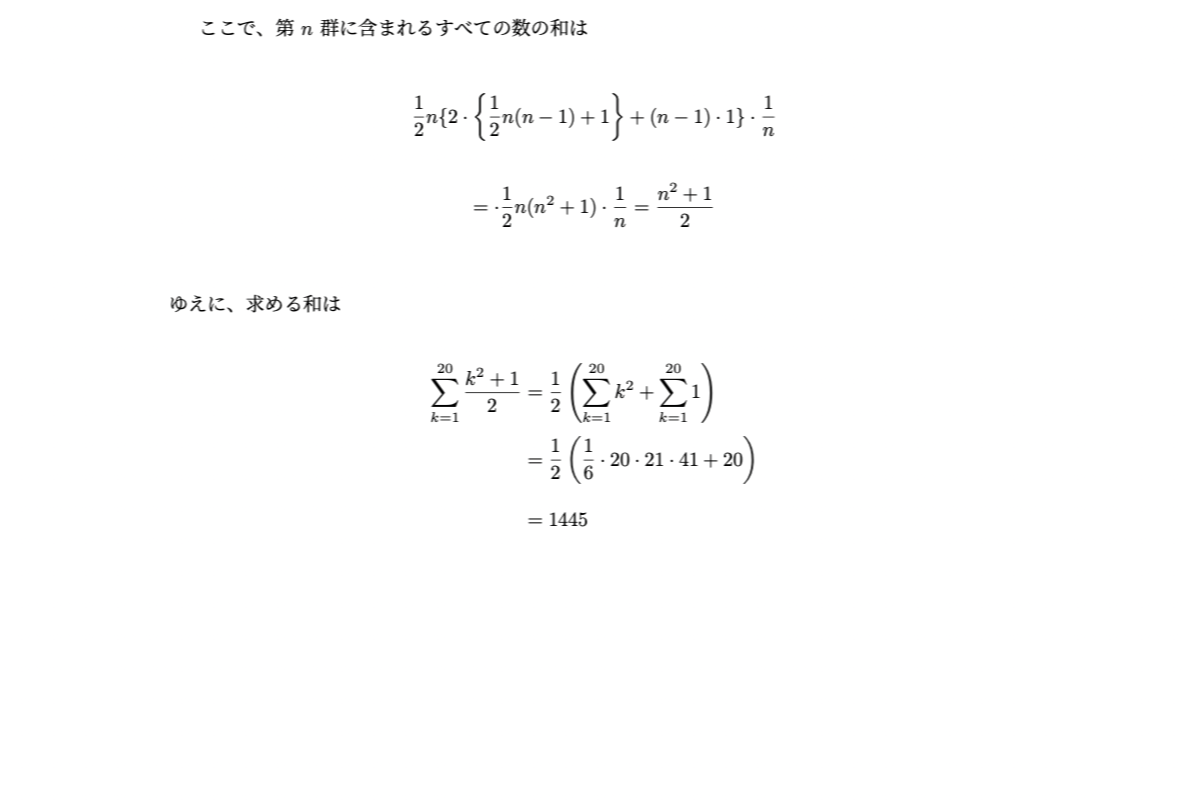 ここで、第 n 群に含まれるすべての数の和は
\frac{1}{2}n\{2 \cdot \left\{\frac{1}{2}n(n-1)+1\right\}+(n-1) \cdot 1\} \cdot \frac{1}{n}
= \cdot \frac{1}{2}n(n^2+1) \cdot \frac{1}{n} = \frac{n^2+1}{2}
ゆえに、求める和は
\sum_{k=1}^{20} \frac{k^2+1}{2} = \frac{1}{2}\left(\sum_{k=1}^{20} k^2 + \sum_{k=1}^{20} 1\right)
= \frac{1}{2}\left(\frac{1}{6} \cdot 20 \cdot 21 \cdot 41 + 20\right)
= 1445